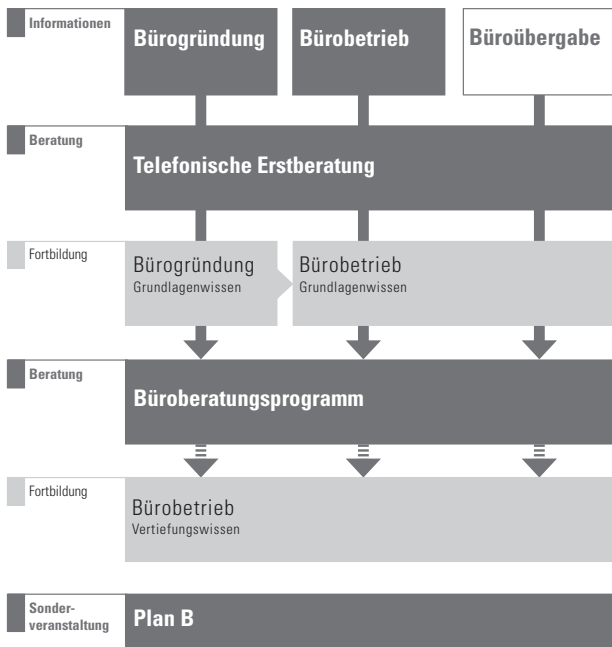 Informationen
Bürogründung
Bürobetrieb
Büroübergabe
Beratung
Telefonische Erstberatung
Fortbildung
Bürogründung
Grundlagenwissen
Bürobetrieb
Grundlagenwissen
Beratung
Büroberatungsprogramm
Fortbildung
Bürobetrieb
Vertiefungswissen
Sonder-
veranstaltung
Plan B